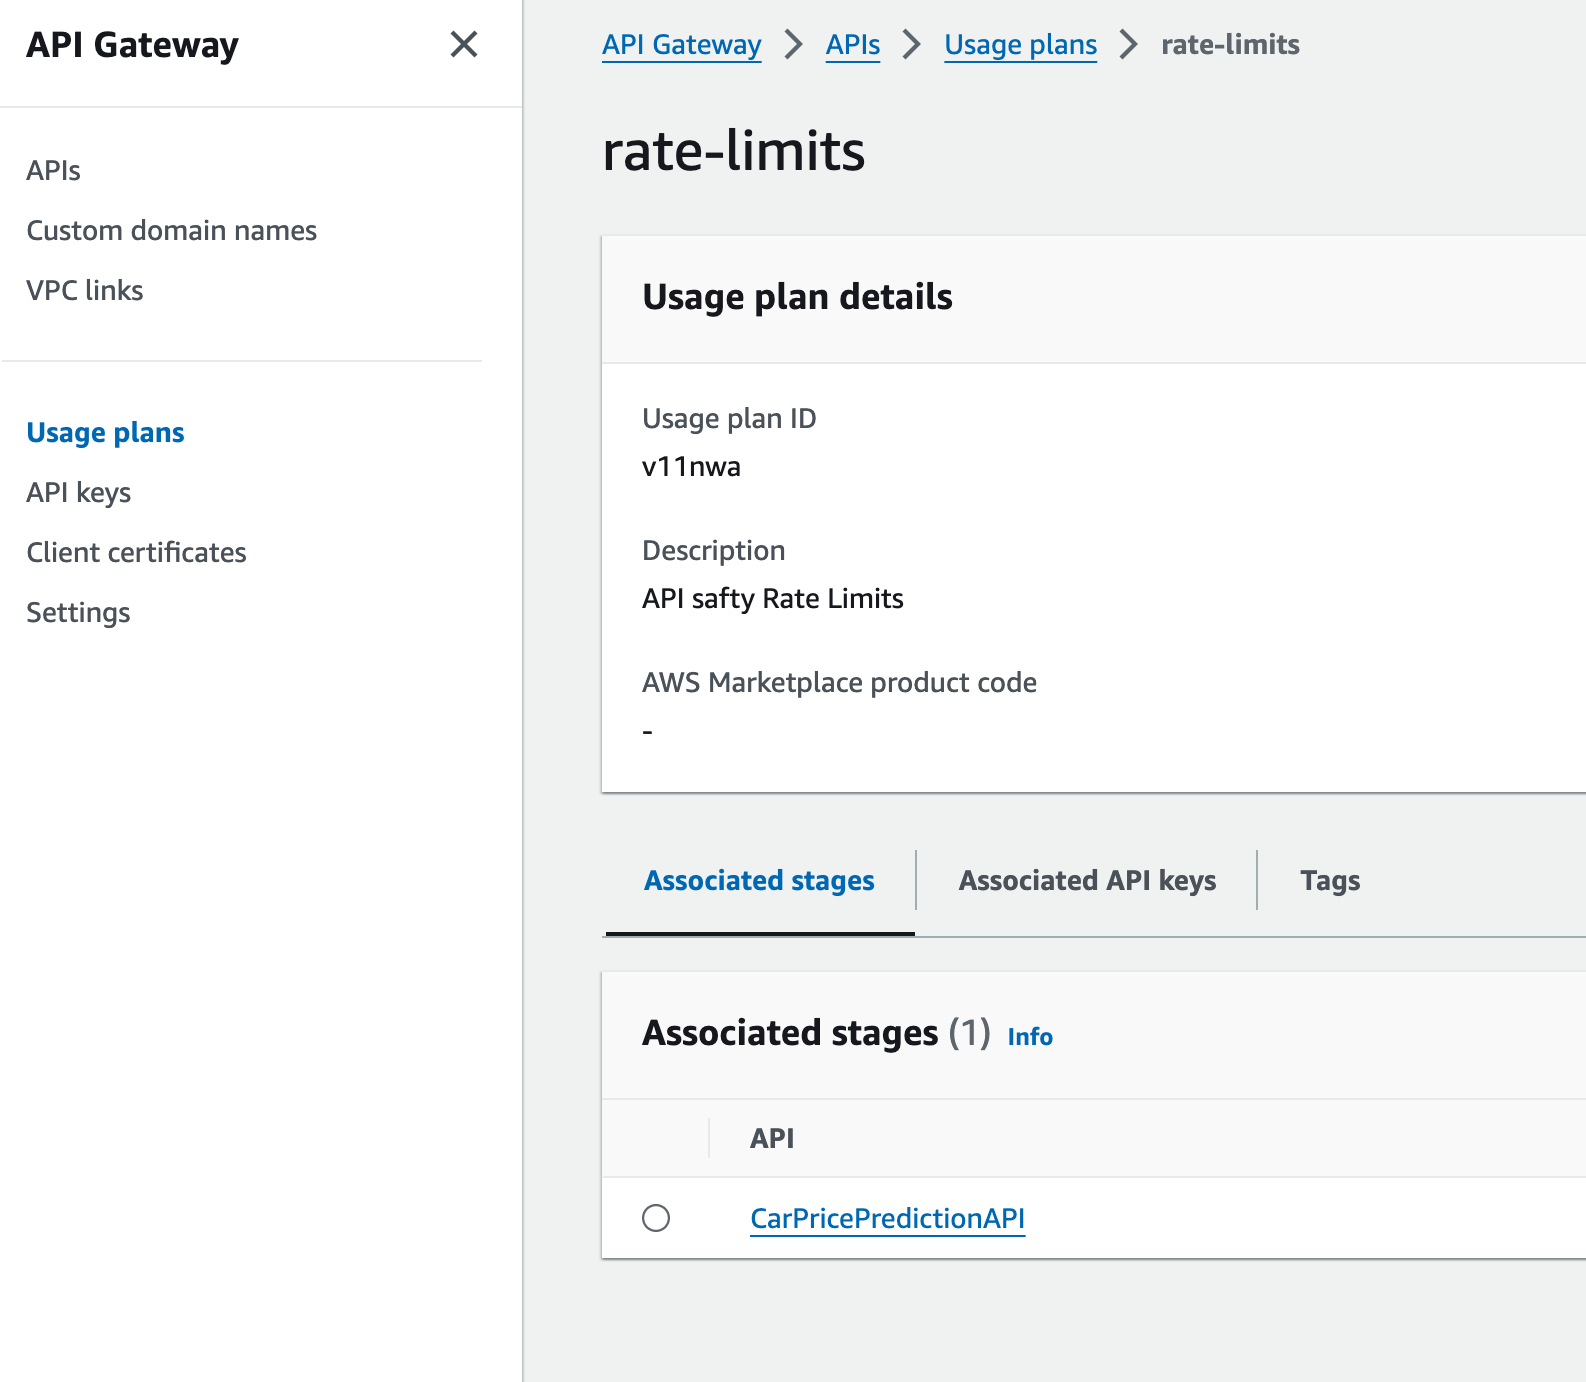 API Gateway
APIs
Custom domain names
VPC links
Usage plans
API keys
Client certificates
Settings
API Gateway > APIs > Usage plans > rate-limits
rate-limits
Usage plan details
Usage plan ID
v11nwa
Description
API safty Rate Limits
AWS Marketplace product code
-
Associated stages
Associated API keys
Tags
Associated stages (1) Info
API
CarPricePredictionAPI